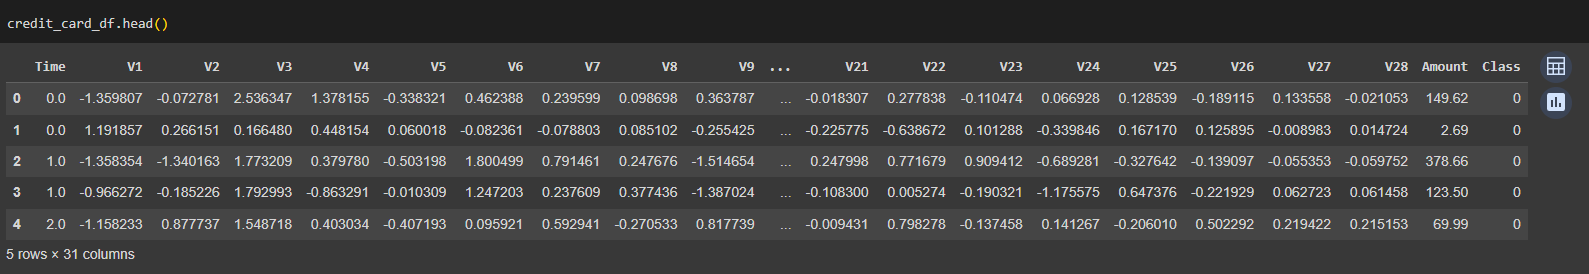 credit_card_df.head()
Time V1 V2 V3 V4 V5 V6 V7 V8 V9 ... V21 V22 V23 V24 V25 V26 V27 V28 Amount Class
0 0.0 -1.359807 -0.072781 2.536347 1.378155 -0.338321 0.462388 0.239599 0.098698 0.363787 ... -0.018307 0.277838 -0.110474 0.066928 0.128539 -0.189115 0.133558 -0.021053 149.62 0
1 0.0 1.191857 0.266151 0.166480 0.448154 0.060018 -0.082361 -0.078803 0.085102 -0.255425 ... -0.225775 -0.638672 0.101288 -0.339846 0.167170 0.125895 -0.008983 0.014724 2.69 0
2 1.0 -1.358354 -1.340163 1.773209 0.379780 -0.503198 1.800499 0.791461 0.247676 -1.514654 ... 0.247998 0.771679 0.909412 -0.689281 -0.327642 -0.139097 -0.055353 -0.059752 378.66 0
3 1.0 -0.966272 -0.185226 1.792993 -0.863291 -0.010309 1.247203 0.237609 0.377436 -1.387024 ... -0.108300 0.005274 -0.190321 -1.175575 0.647376 -0.221929 0.062723 0.061458 123.50 0
4 2.0 -1.158233 0.877737 1.548718 0.403034 -0.407193 0.095921 0.592941 -0.270533 0.817739 ... -0.009431 0.798278 -0.137458 0.141267 -0.206010 0.502292 0.219422 0.215153 69.99 0
5 rows × 31 columns